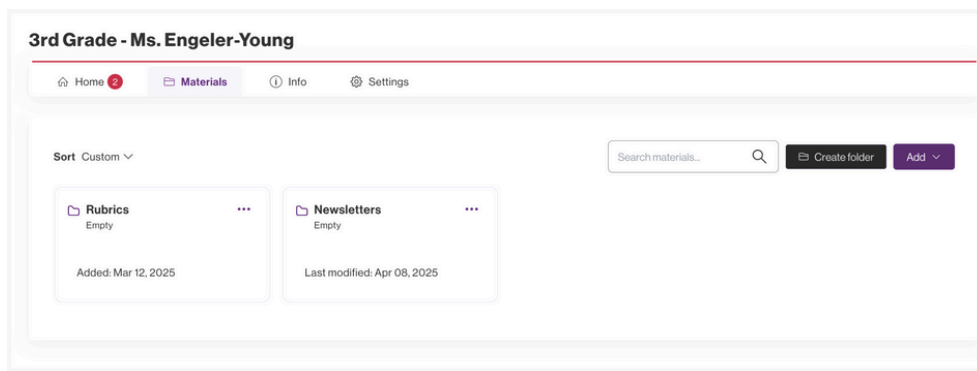 3rd Grade - Ms. Engeler-Young
Home 2 Materials Info Settings
Sort Custom Search materials... Create folder Add
Rubrics Newsletters
Empty Empty
Added: Mar 12, 2025 Last modified: Apr 08, 2025